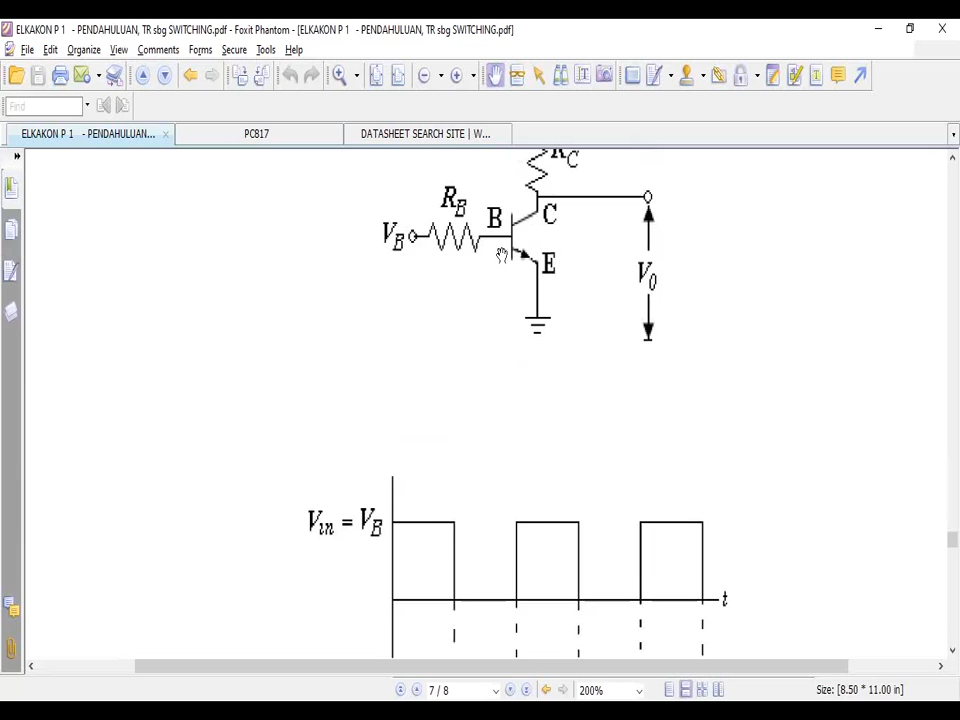 ELKAKON P 1   - PENDAHULUAN, TR sbg SWITCHING.pdf - Foxit Phantom - [ELKAKON P 1   - PENDAHULUAN, TR sbg SWITCHING.pdf]
File Edit Organize View Comments Forms Secure Tools Help
Find
ELKAKON P 1   - PENDAHULUAN... PC817 DATASHEET SEARCH SITE | W...
R_C
R_B B C
V_B
E
V_0
V_in = V_B
t
7 / 8 200% Size: [8.50 * 11.00 in]